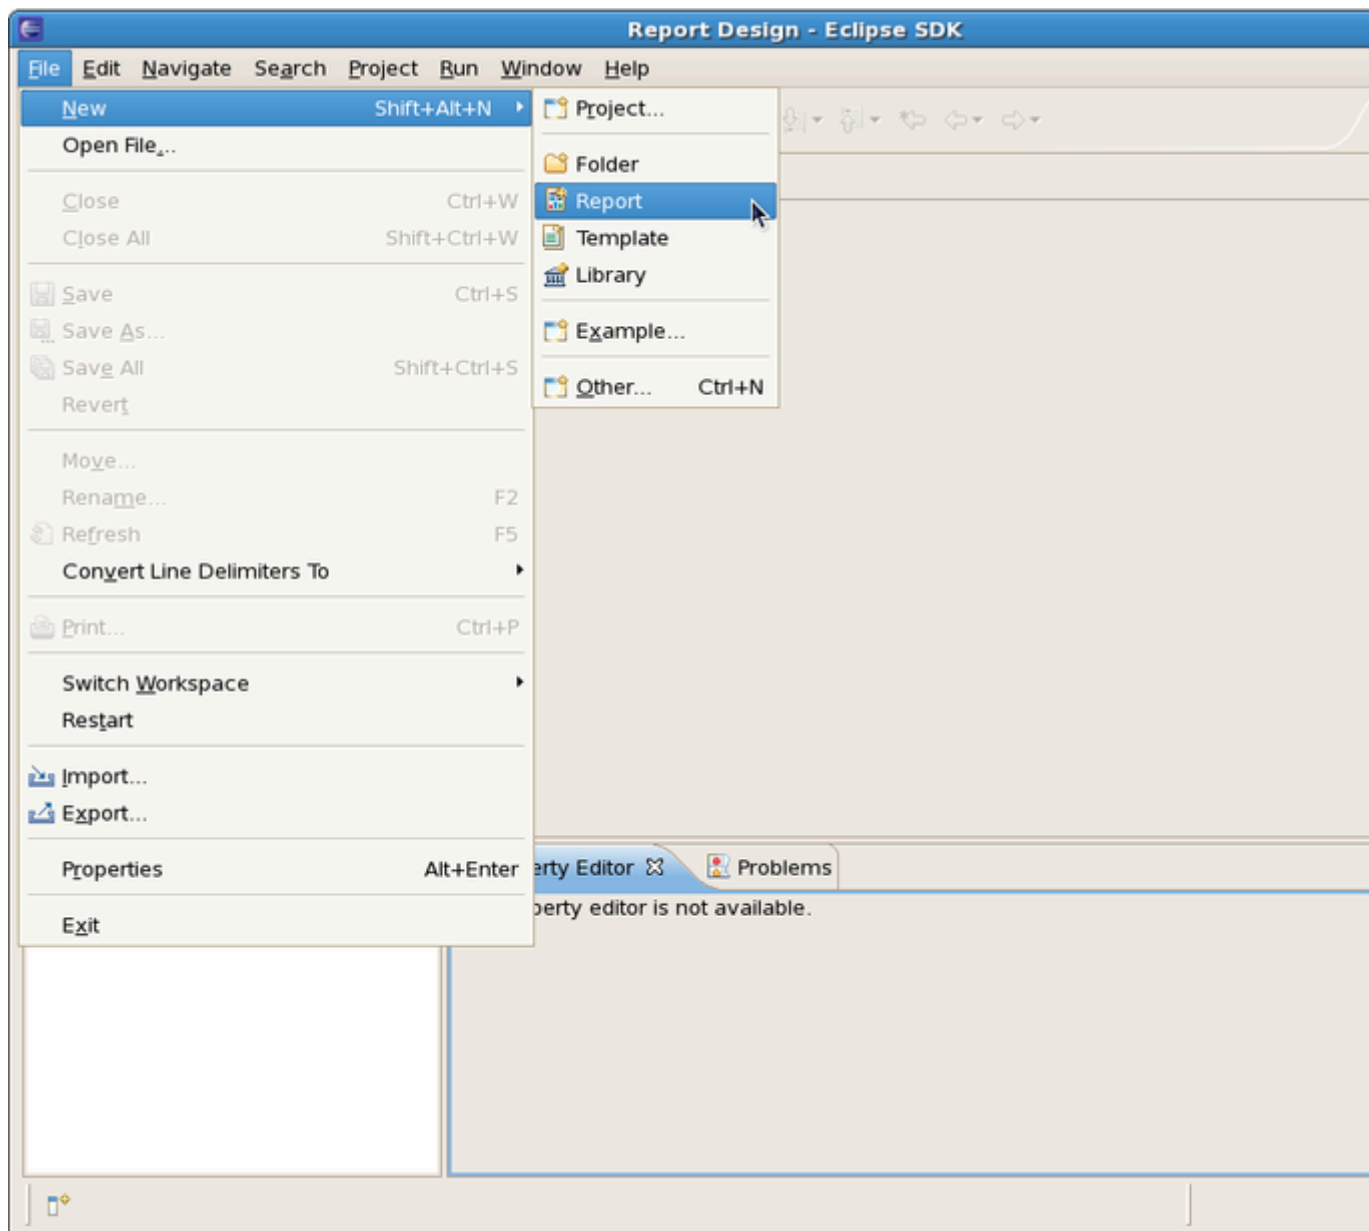 Report Design - Eclipse SDK
File Edit Navigate Search Project Run Window Help
New Shift+Alt+N
Open File...
Close Ctrl+W
Close All Shift+Ctrl+W
Save Ctrl+S
Save As...
Save All Shift+Ctrl+S
Revert
Move...
Rename... F2
Refresh F5
Convert Line Delimiters To
Print... Ctrl+P
Switch Workspace
Restart
Import...
Export...
Properties Alt+Enter
Exit
Project...
Folder
Report
Template
Library
Example...
Other... Ctrl+N
erty Editor Problems
perty editor is not available.